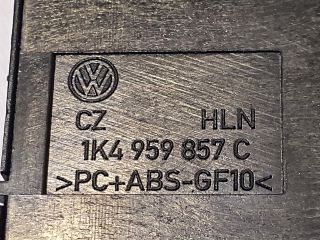 CZ HLN
1K4 959 857 C
>PC+ABS-GF10<